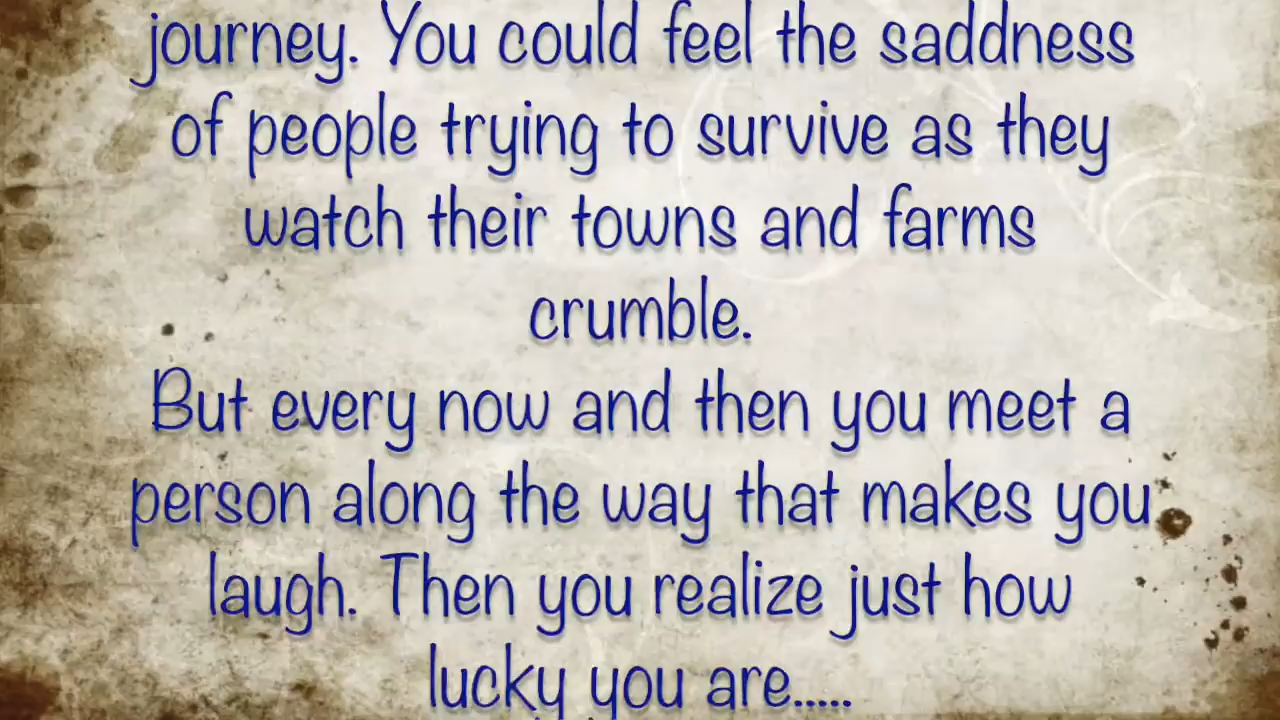 journey. You could feel the saddness
of people trying to survive as they
watch their towns and farms
crumble.
But every now and then you meet a
person along the way that makes you
laugh. Then you realize just how
lucky you are.....